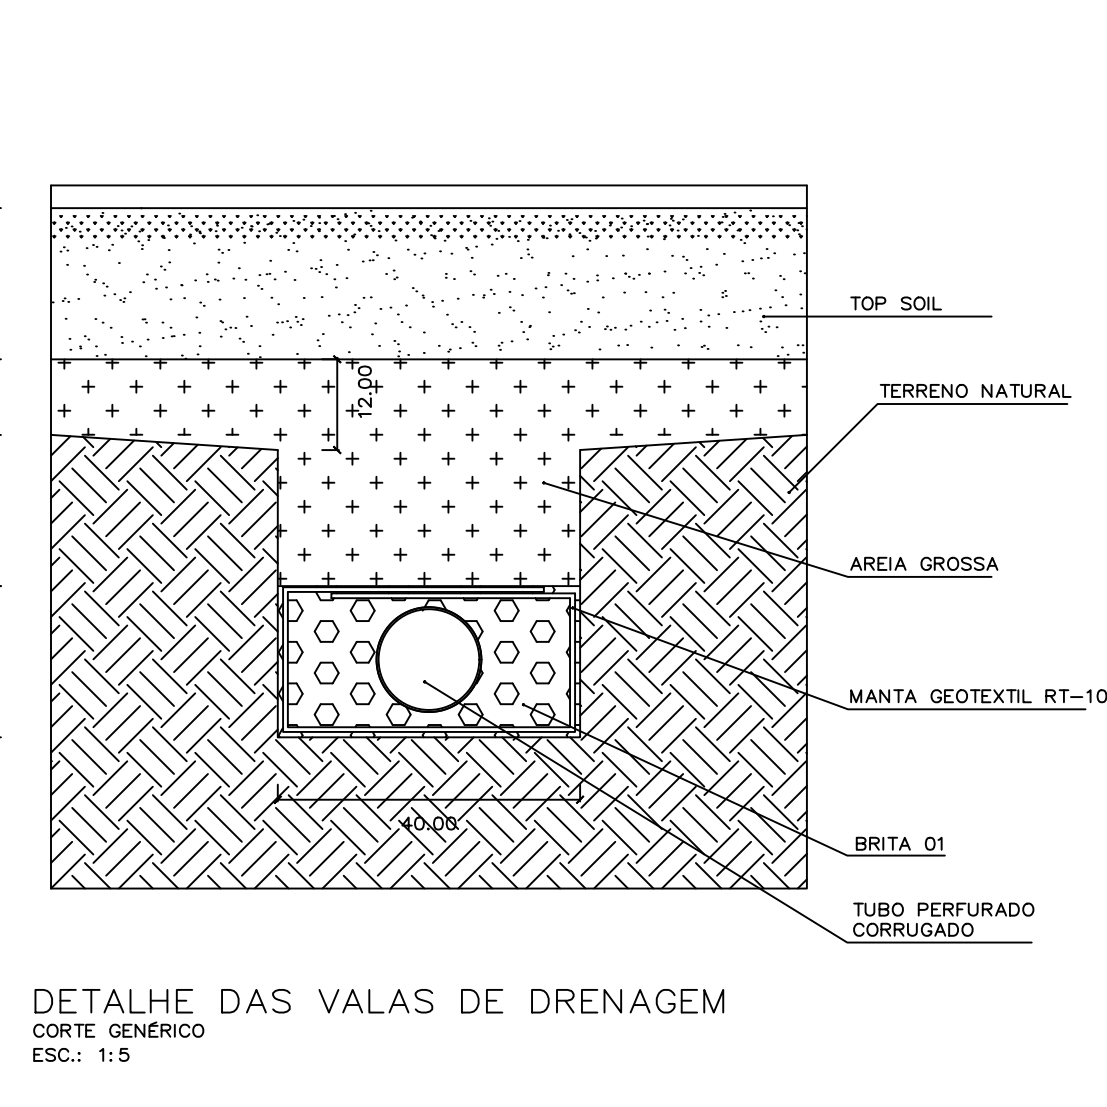 TOP SOIL
12.00
TERRENO NATURAL
AREIA GROSSA
MANTA GEOTEXTIL RT-10
40.00
BRITA 01
TUBO PERFURADO
CORRUGADO
DETALHE DAS VALAS DE DRENAGEM
CORTE GENÉRICO
ESC.: 1:5